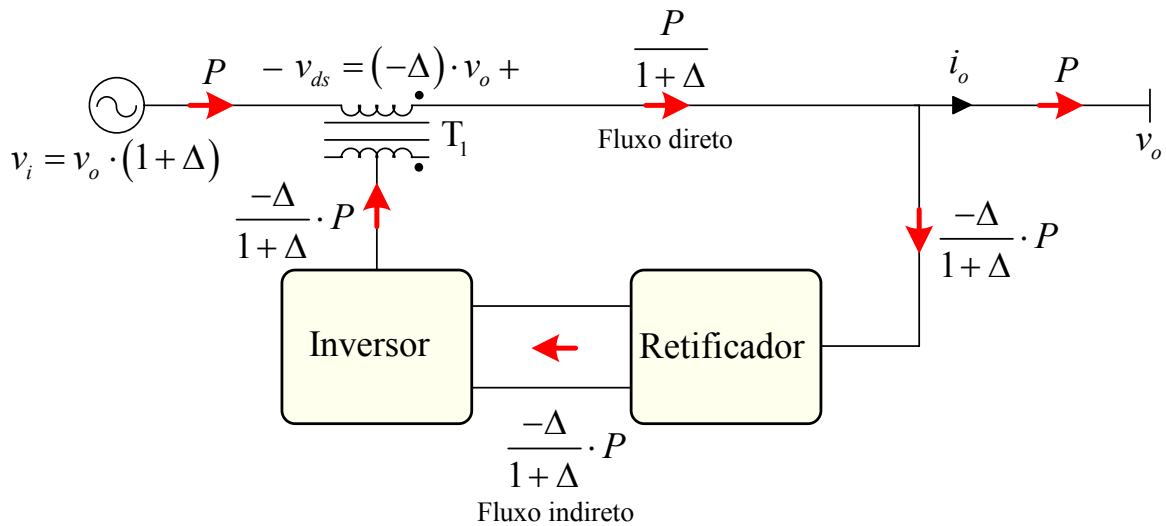 P
− v_ds = (−Δ) · v_o +
P / (1 + Δ)
i_o
P
T_1
Fluxo direto
v_o
v_i = v_o · (1 + Δ)
−Δ / (1 + Δ) · P
−Δ / (1 + Δ) · P
Inversor
Retificador
−Δ / (1 + Δ) · P
Fluxo indireto